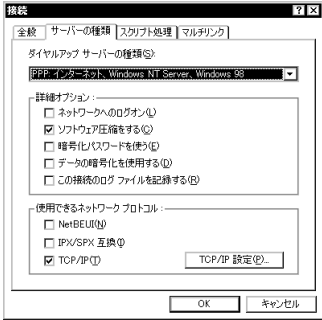 接続
全般 サーバーの種類 スクリプト処理 マルチリンク
ダイヤルアップ サーバーの種類(S):
PPP: インターネット、Windows NT Server、Windows 98
詳細オプション :
ネットワークへのログオン(L)
ソフトウェア圧縮をする(C)
暗号化パスワードを使う(E)
データの暗号化を使用する(D)
この接続のログ ファイルを記録する(R)
使用できるネットワーク プロトコル :
NetBEUI(N)
IPX/SPX 互換(I)
TCP/IP(T)
TCP/IP 設定(P)...
OK キャンセル